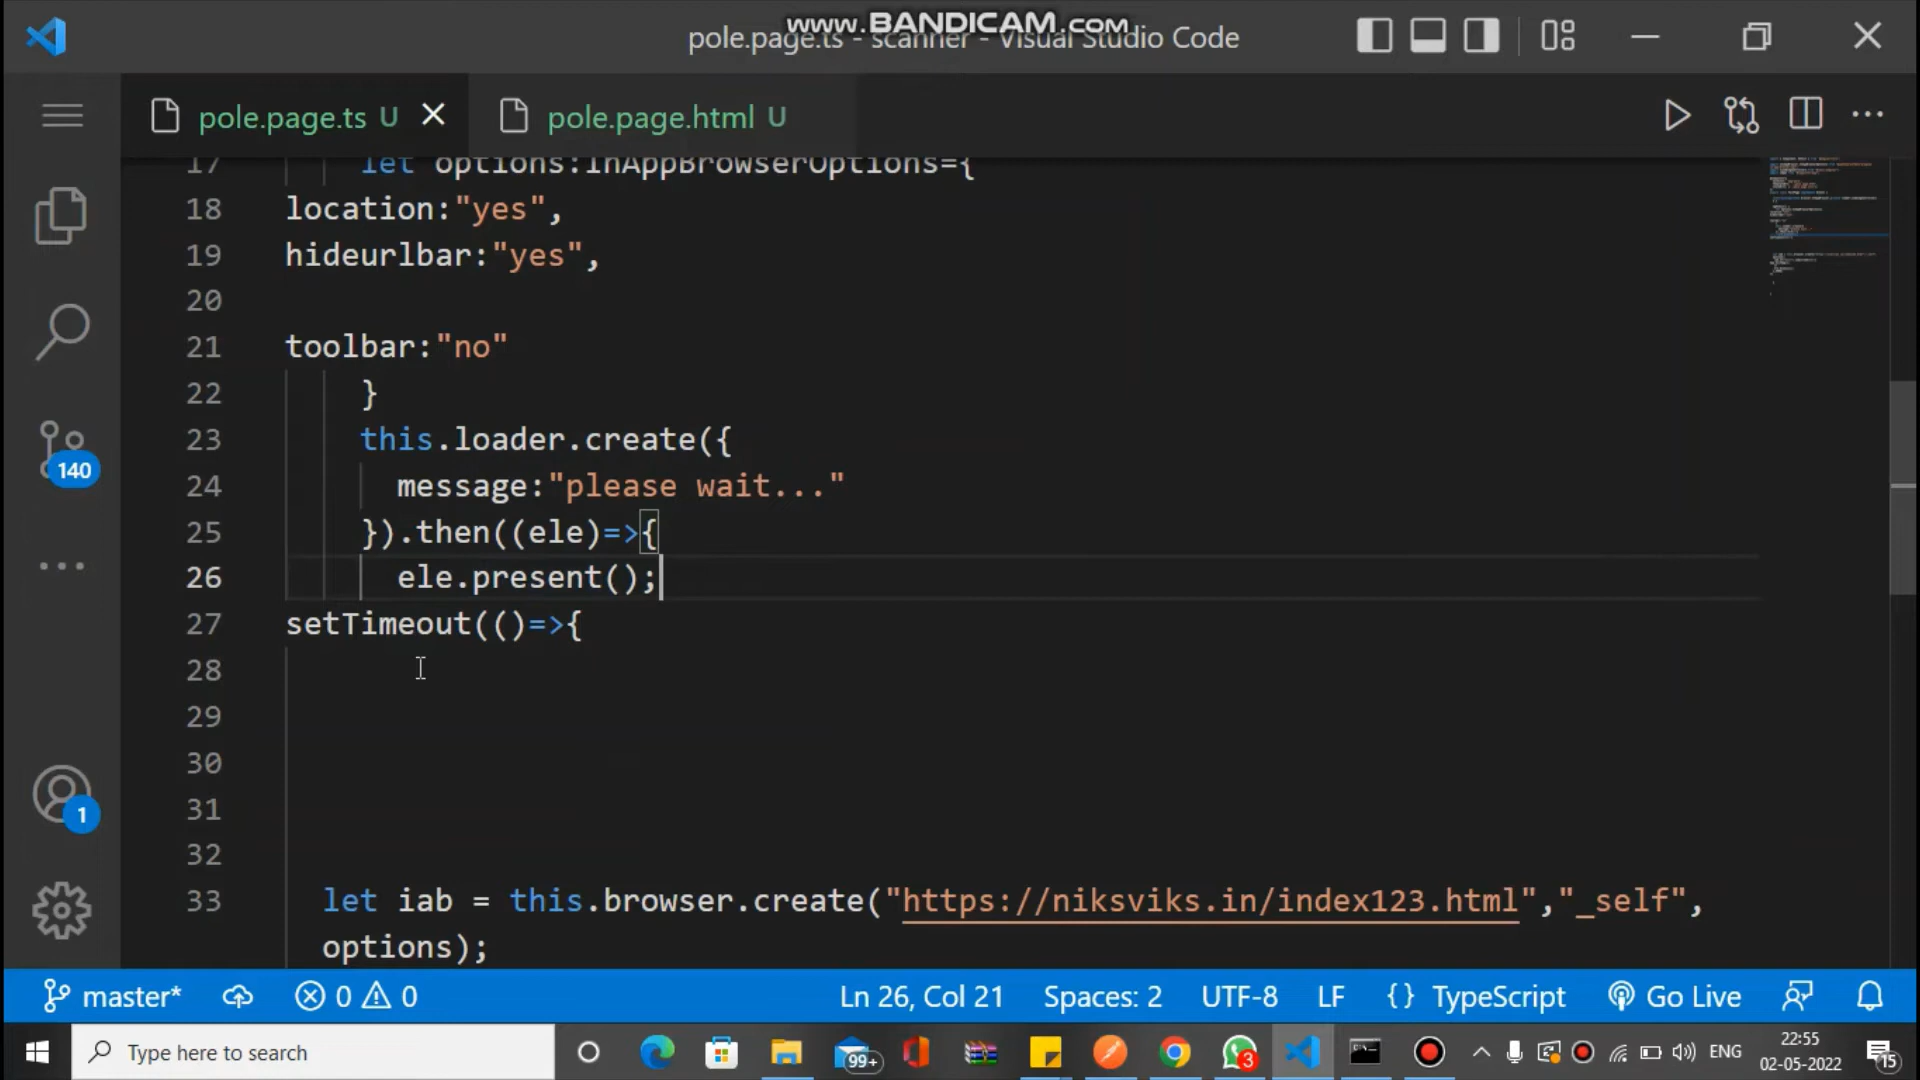 www.BANDICAM.com
pole.page.ts - scanner - Visual Studio Code
pole.page.ts U
pole.page.html U
17 let options:InAppBrowserOptions={
18 location:"yes",
19 hideurlbar:"yes",
20
21 toolbar:"no"
22 }
23 this.loader.create({
24 message:"please wait..."
25 }).then((ele)=>{
26 ele.present();
27 setTimeout(()=>{
28
29
30
31
32
33 let iab = this.browser.create("https://niksviks.in/index123.html","_self",
options);
140
1
master* 0 0 Ln 26, Col 21 Spaces: 2 UTF-8 LF {} TypeScript Go Live
Type here to search 99+ 3 ENG 22:55
02-05-2022 15